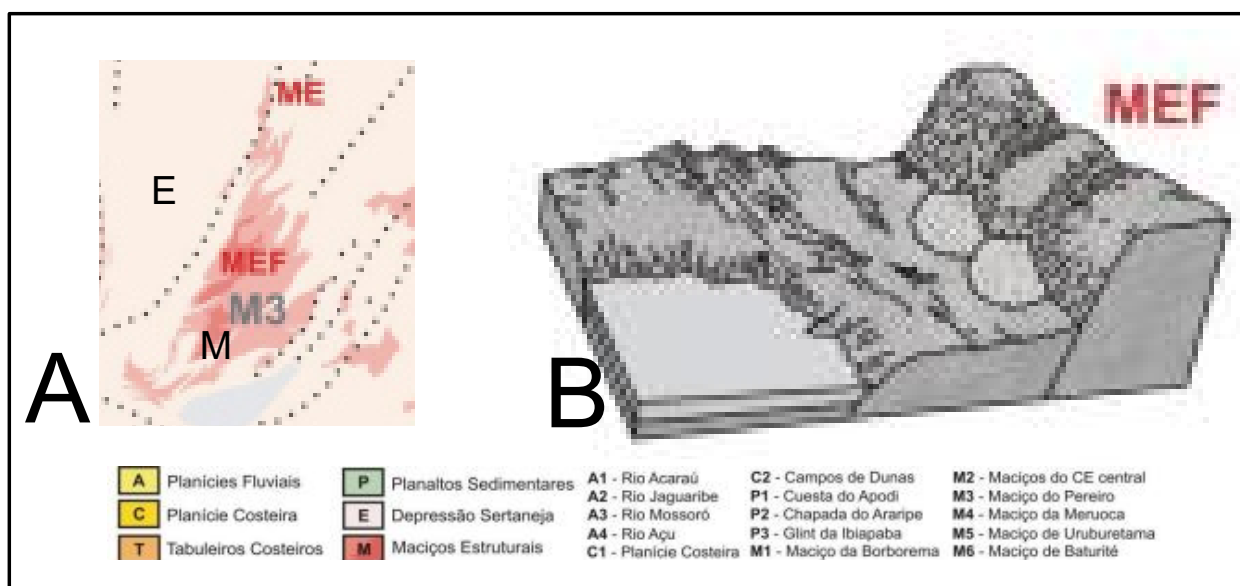 ME
E
MEF
M3
M
A
MEF
B
A Planícies Fluviais
C Planície Costeira
T Tabuleiros Costeiros
P Planaltos Sedimentares
E Depressão Sertaneja
M Maciços Estruturais
A1 - Rio Acaraú
A2 - Rio Jaguaribe
A3 - Rio Mossoró
A4 - Rio Açu
C1 - Planície Costeira
C2 - Campos de Dunas
P1 - Cuesta do Apodi
P2 - Chapada do Araripe
P3 - Glint da Ibiapaba
M1 - Maciço da Borborema
M2 - Maciços do CE central
M3 - Maciço do Pereiro
M4 - Maciço da Meruoca
M5 - Maciço de Uruburetama
M6 - Maciço de Baturité